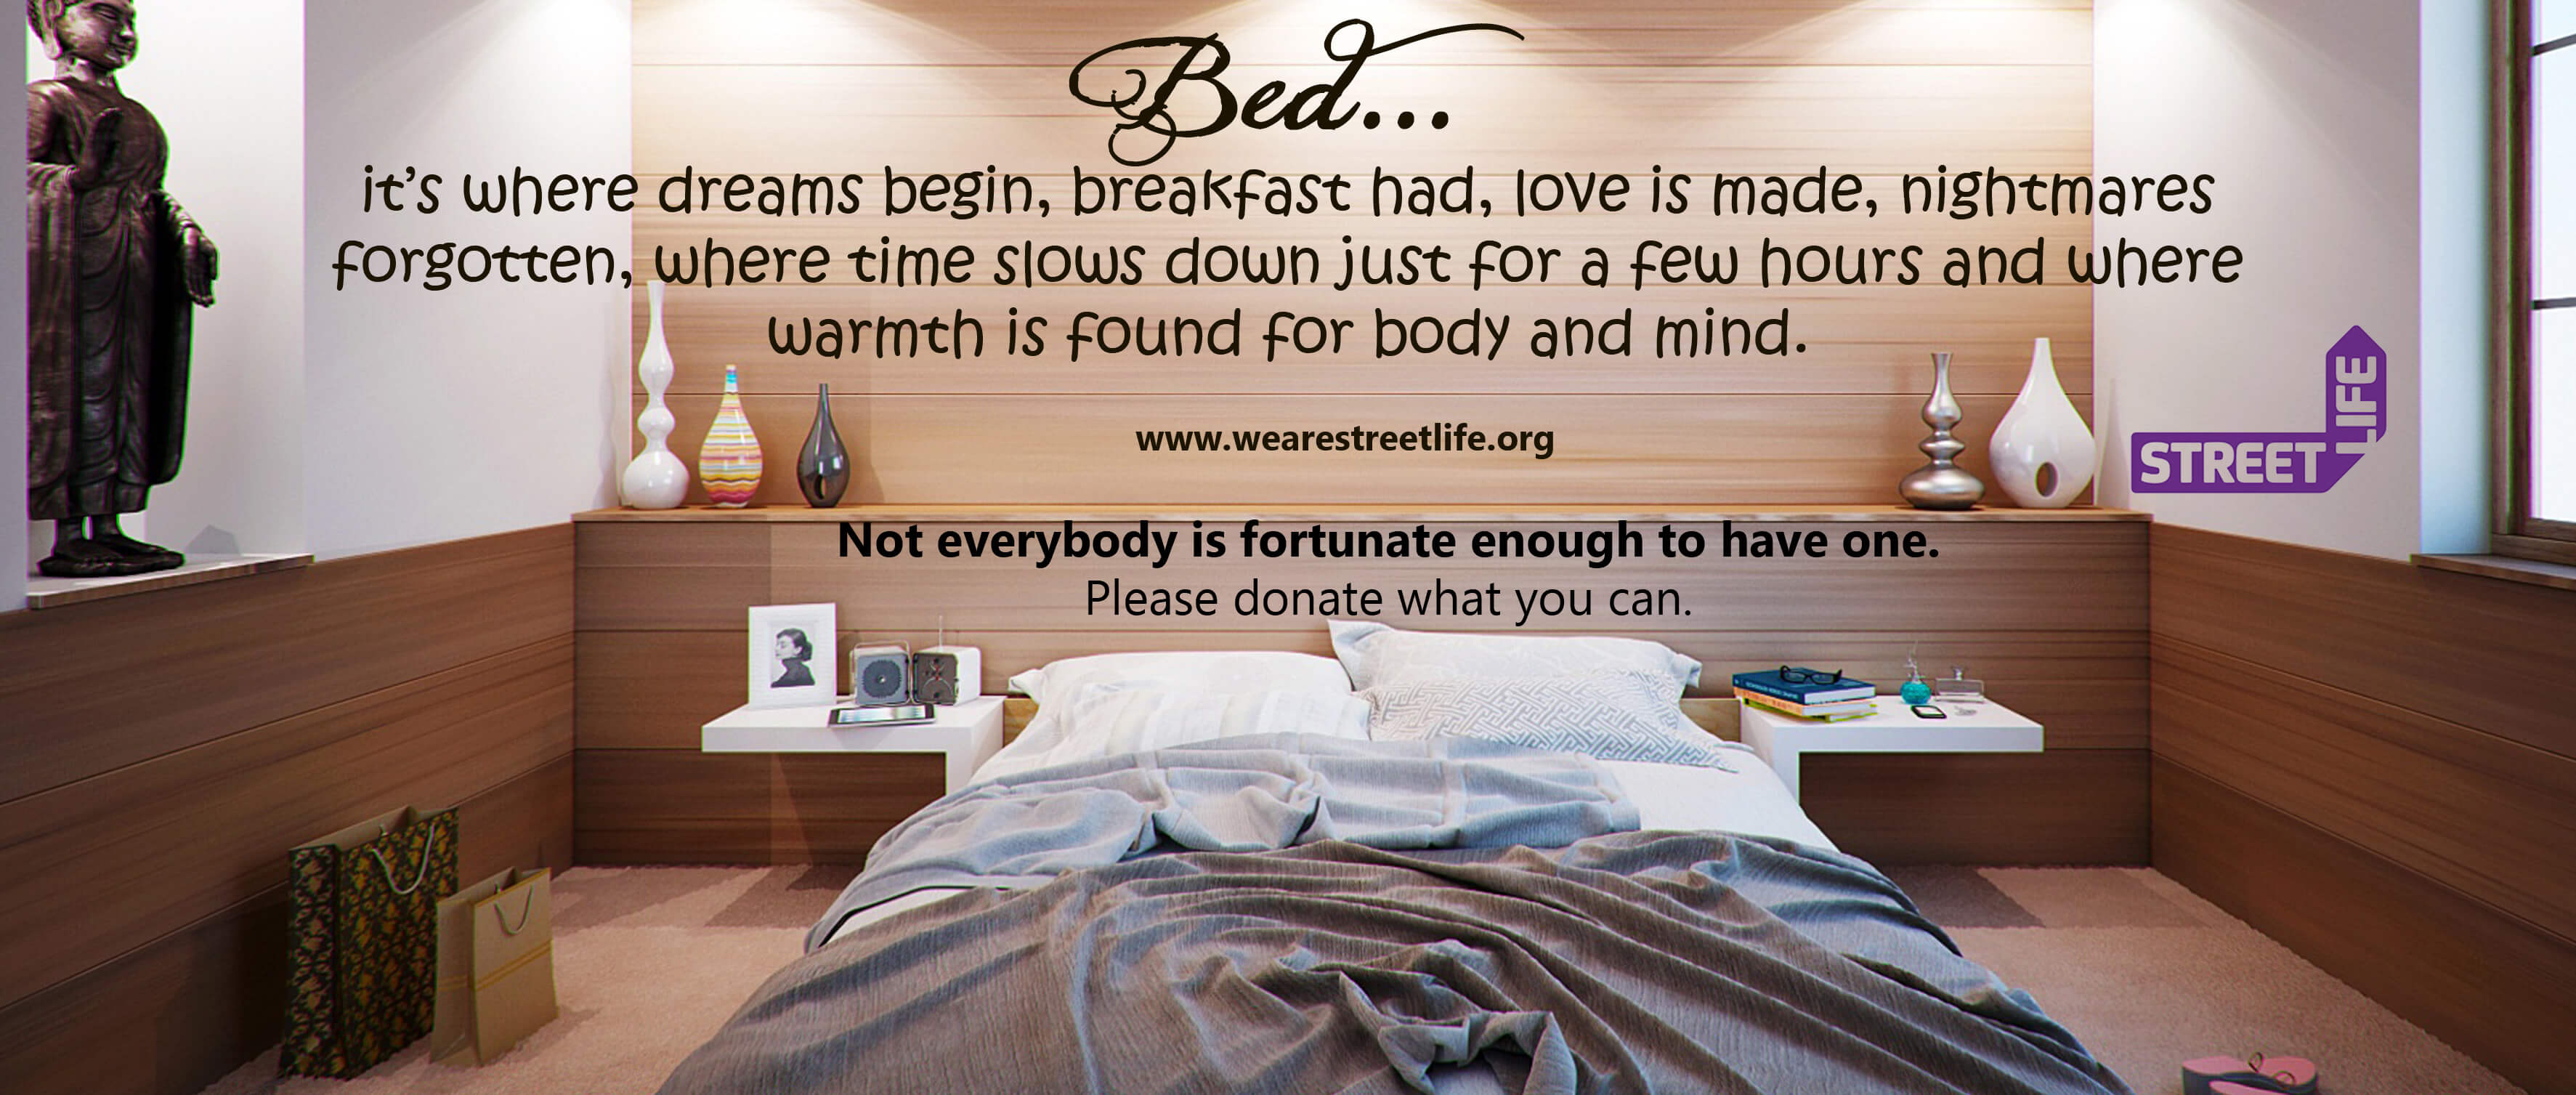 Bed...
it's where dreams begin, breakfast had, love is made, nightmares
forgotten, where time slows down just for a few hours and where
warmth is found for body and mind.
www.wearestreetlife.org
STREET LIFE
Not everybody is fortunate enough to have one.
Please donate what you can.